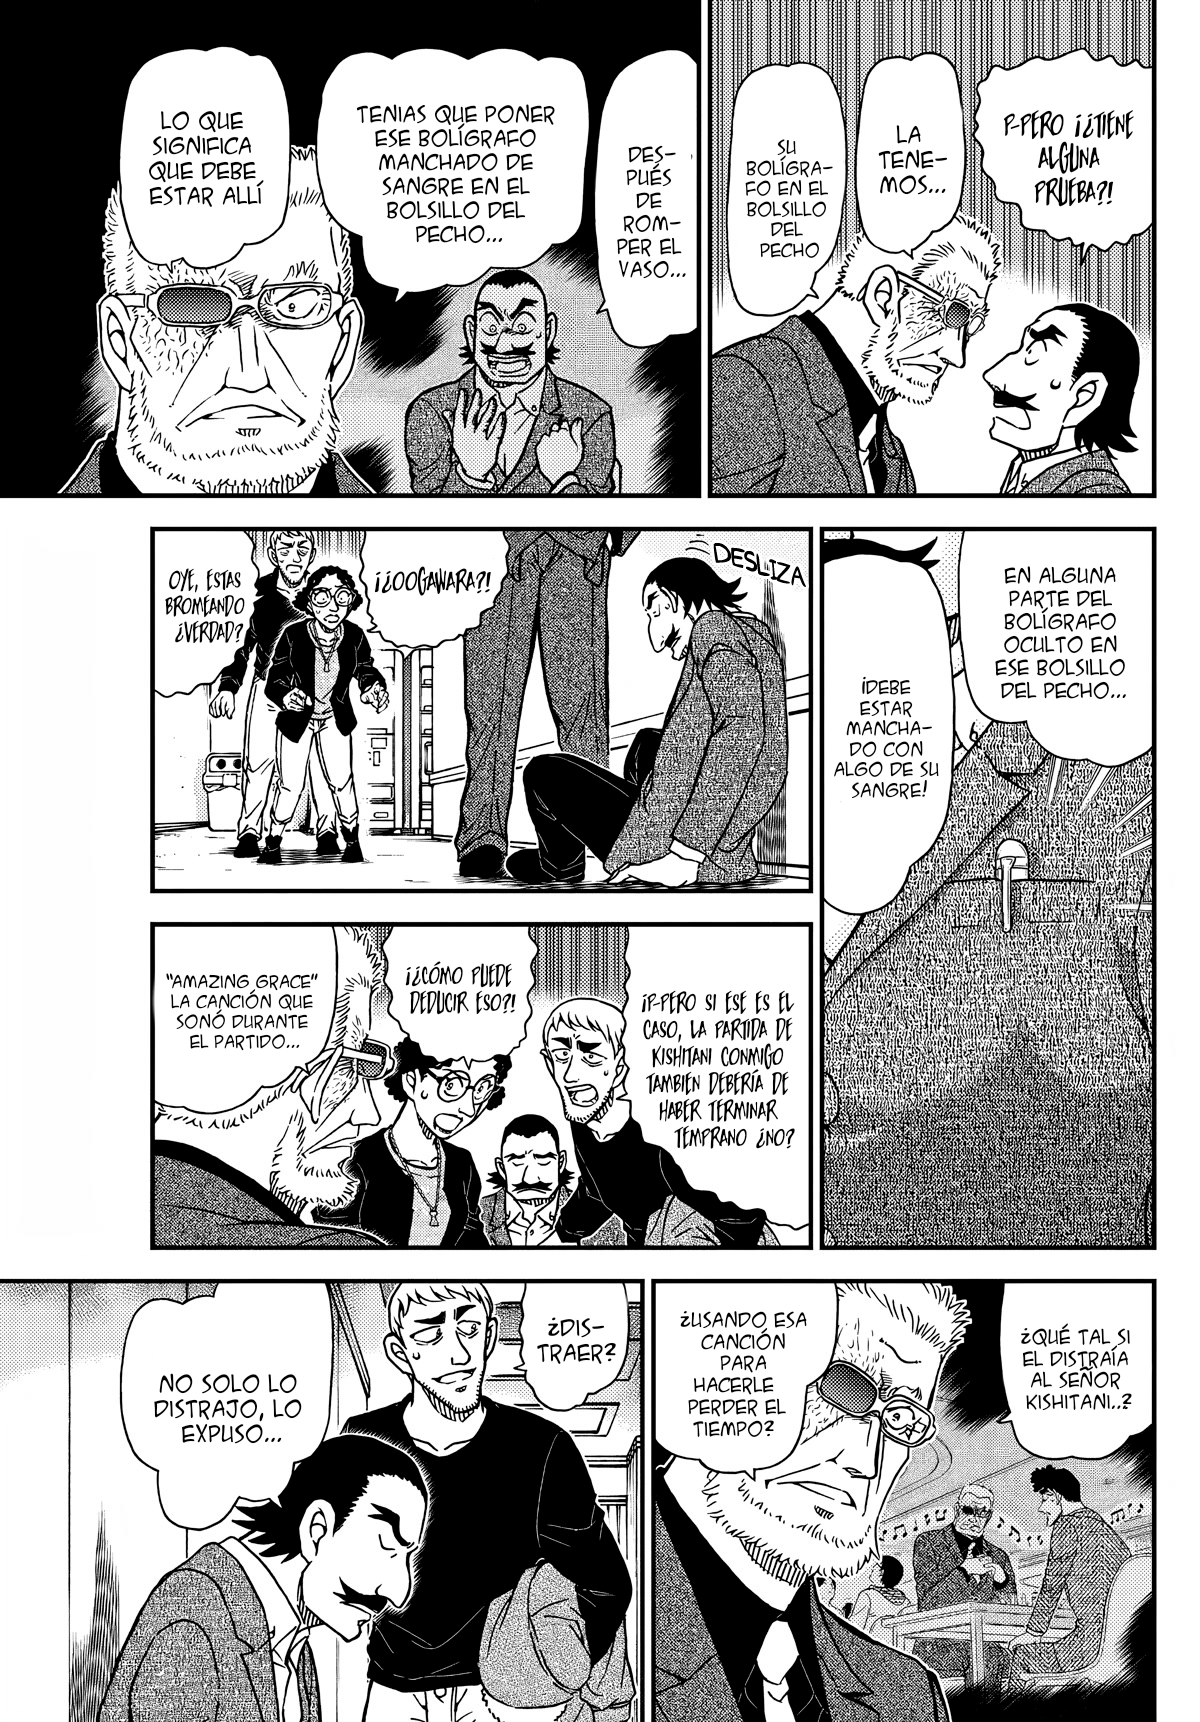 P-PERO ¡¿TIENE
ALGUNA
PRUEBA?!
LA
TENE-
MOS...
SU
BOLÍGRA-
FO EN EL
BOLSILLO
DEL
PECHO
DES-
PUÉS
DE
ROM-
PER EL
VASO...
TENIAS QUE PONER
ESE BOLÍGRAFO
MANCHADO DE
SANGRE EN EL
BOLSILLO DEL
PECHO...
LO QUE
SIGNIFICA
QUE DEBE
ESTAR ALLÍ
EN ALGUNA
PARTE DEL
BOLÍGRAFO
OCULTO EN
ESE BOLSILLO
DEL PECHO...
¡DEBE
ESTAR
MANCHA-
DO CON
ALGO DE SU
SANGRE!
DESLIZA
¡¿OOGAWARA?!
OYE, ESTAS
BROMEANDO
¿VERDAD?
¡P-PERO SI ESE ES EL
CASO, LA PARTIDA DE
KISHITANI CONMIGO
TAMBIEN DEBERÍA DE
HABER TERMINAR
TEMPRANO ¿NO?
¡¿CÓMO PUEDE
DEDUCIR ESO?!
"AMAZING GRACE"
LA CANCIÓN QUE
SONÓ DURANTE
EL PARTIDO...
¿QUÉ TAL SI
EL DISTRAÍA
AL SEÑOR
KISHITANI..?
¿USANDO ESA
CANCIÓN
PARA
HACERLE
PERDER EL
TIEMPO?
¿DIS-
TRAER?
NO SOLO LO
DISTRAJO, LO
EXPUSO...